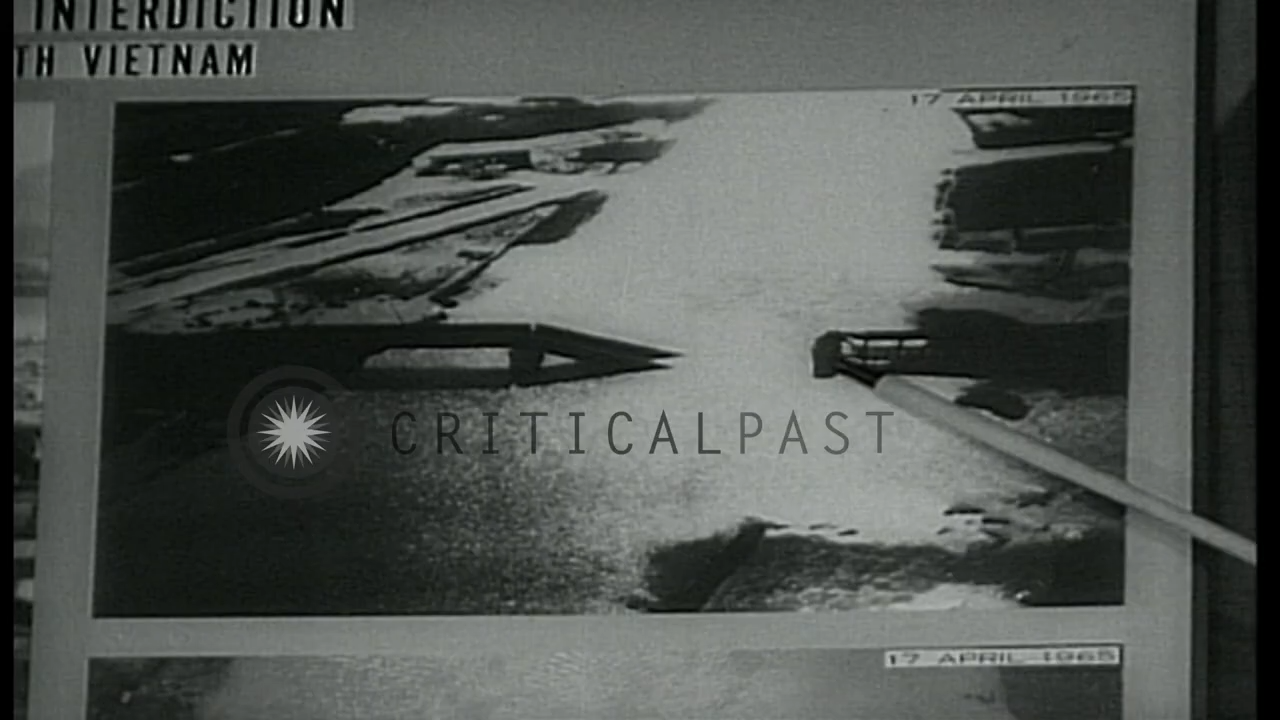 INTERDICTION
TH VIETNAM
17 APRIL 1965
CRITICALPAST
17 APRIL 1965